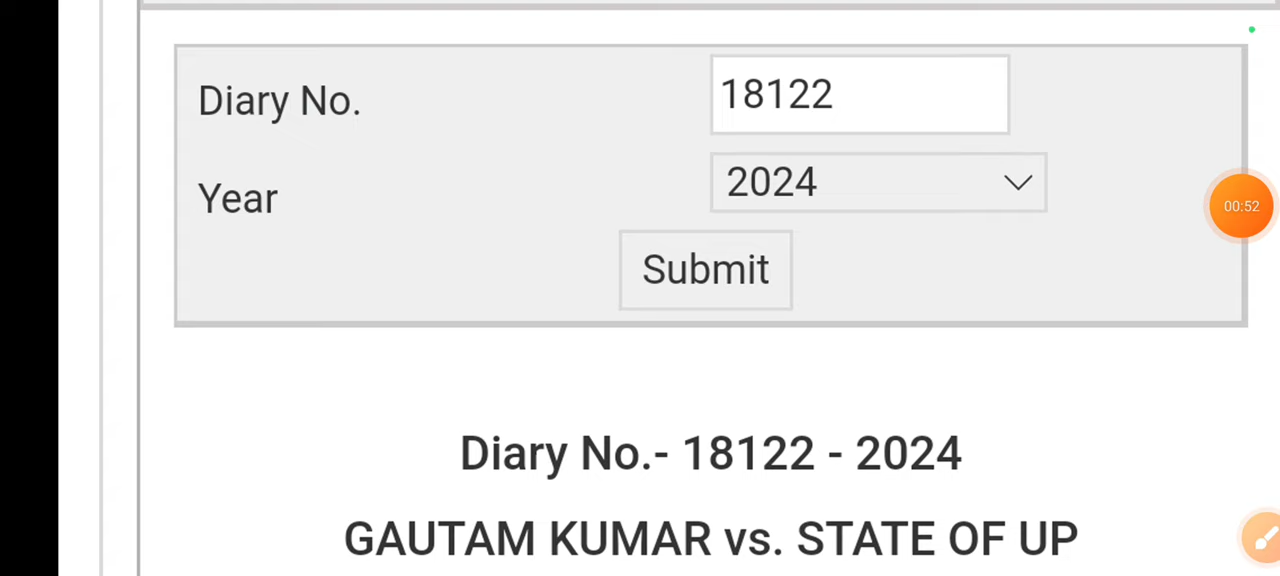 Diary No.
18122
Year
2024
00:52
Submit
Diary No.- 18122 - 2024
GAUTAM KUMAR vs. STATE OF UP